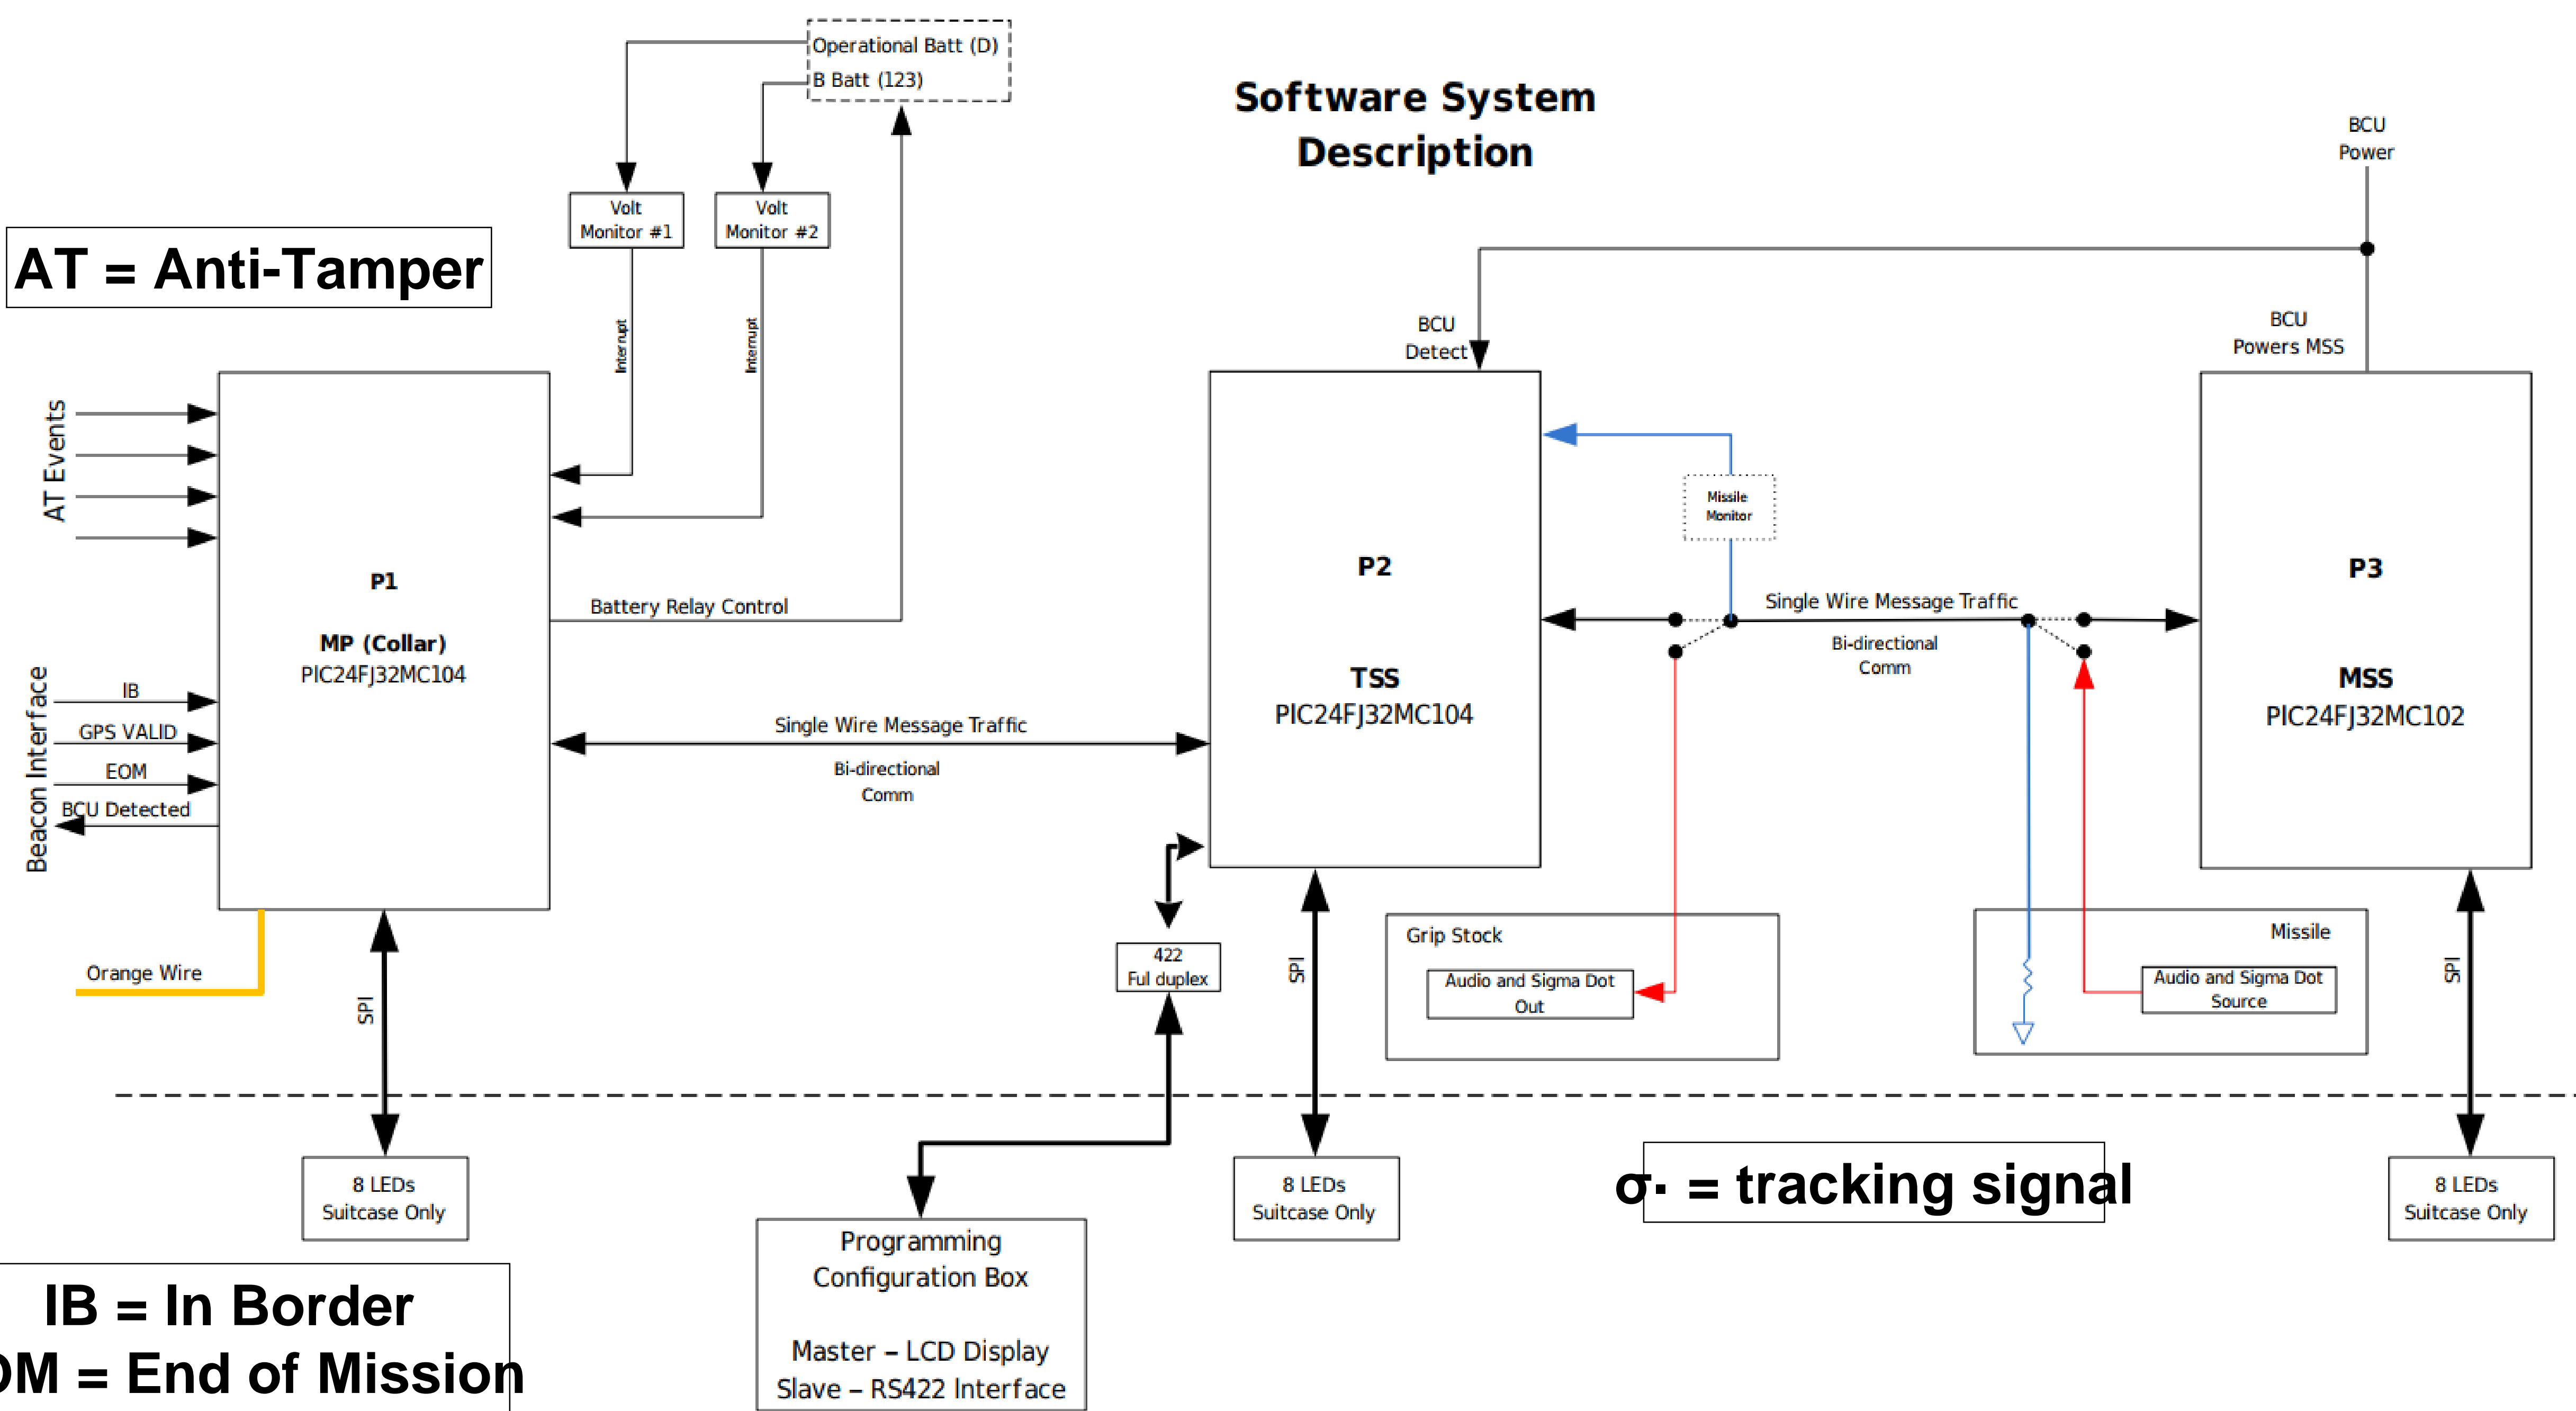 Operational Batt (D)
B Batt (123)
Software System
Description
BCU
Power
Volt
Monitor #1
Volt
Monitor #2
AT = Anti-Tamper
Interrupt
Interrupt
BCU
Detect
BCU
Powers MSS
AT Events
Missile
Monitor
P1
MP (Collar)
PIC24FJ32MC104
Battery Relay Control
P2
TSS
PIC24FJ32MC104
Single Wire Message Traffic
Bi-directional
Comm
P3
MSS
PIC24FJ32MC102
Beacon Interface
IB
GPS VALID
EOM
BCU Detected
Single Wire Message Traffic
Bi-directional
Comm
Orange Wire
SPI
422
Ful duplex
SPI
Grip Stock
Audio and Sigma Dot
Out
Missile
Audio and Sigma Dot
Source
SPI
8 LEDs
Suitcase Only
8 LEDs
Suitcase Only
σ· = tracking signal
8 LEDs
Suitcase Only
Programming
Configuration Box
Master – LCD Display
Slave – RS422 Interface
IB = In Border
OM = End of Mission